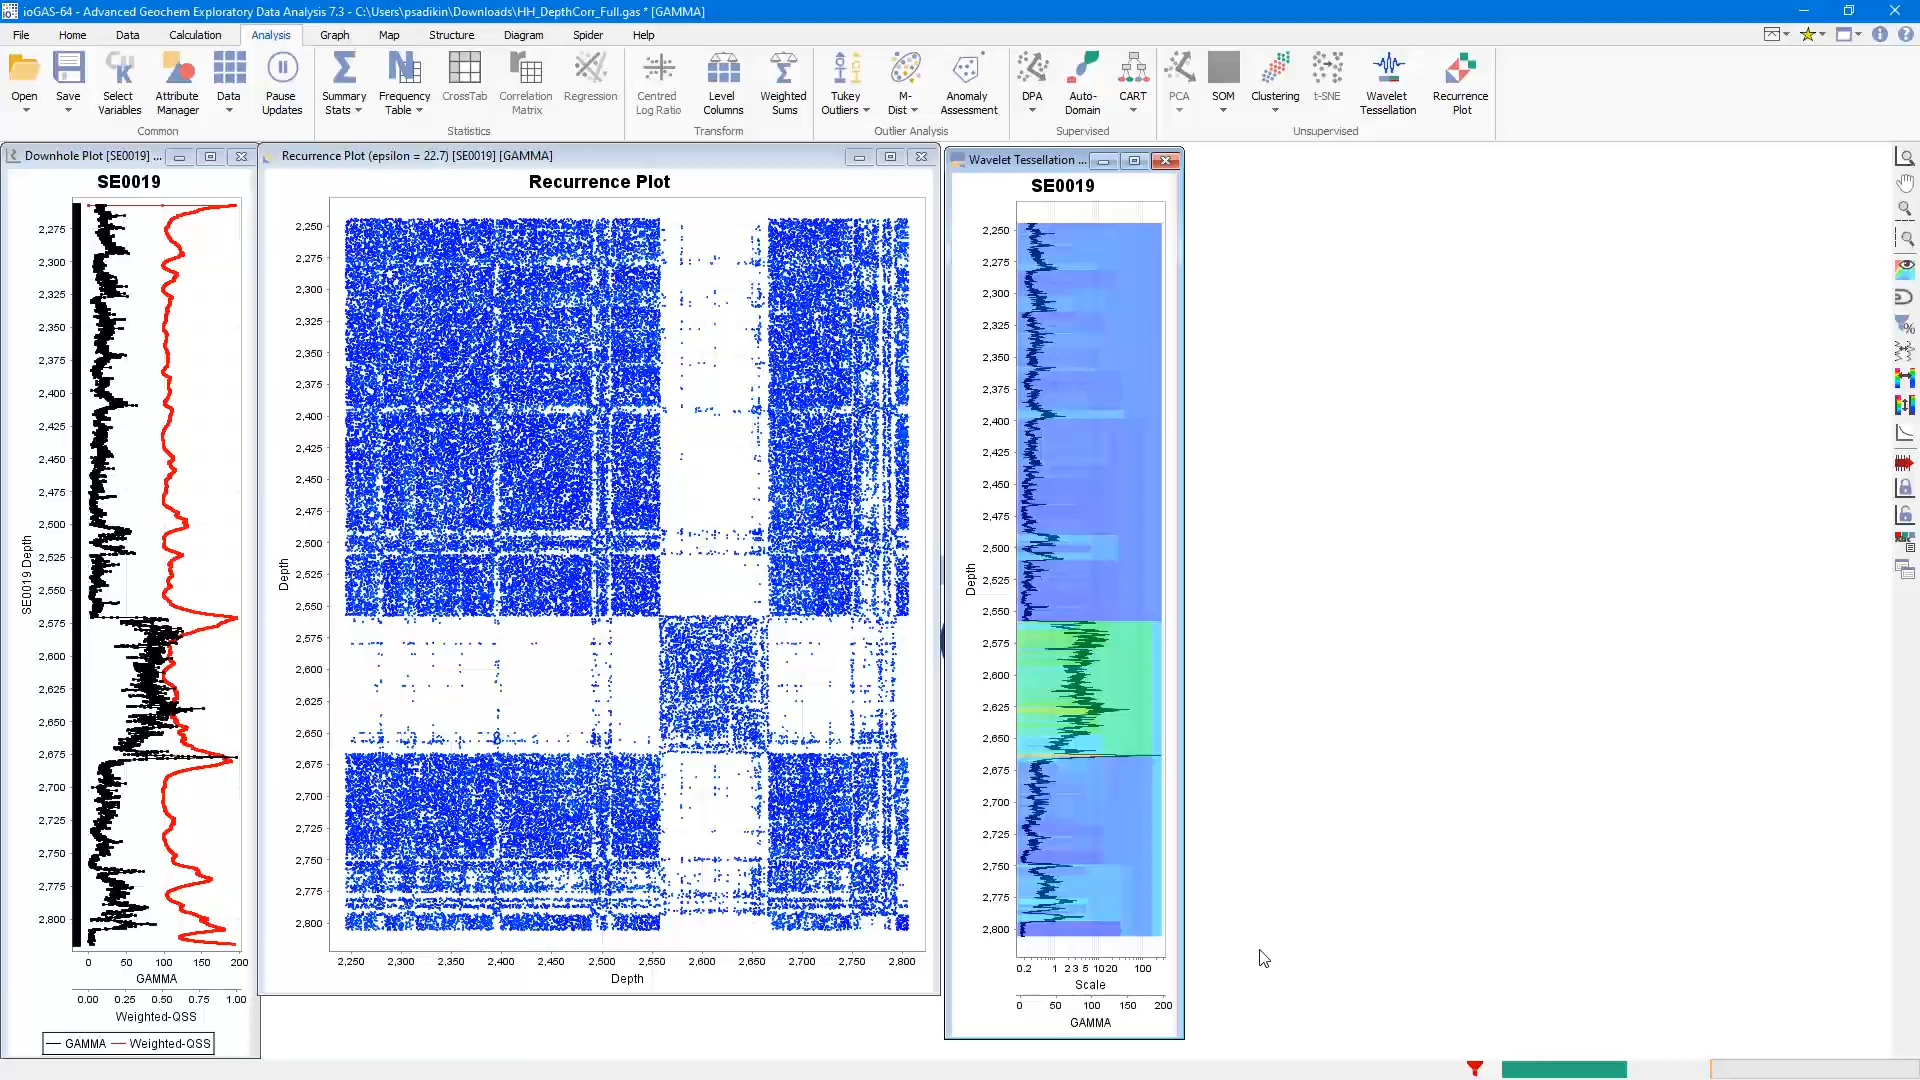 ioGAS-64 - Advanced Geochem Exploratory Data Analysis 7.3 - C:\Users\psadikin\Downloads\HH_DepthCorr_Full.gas * [GAMMA]
File Home Data Calculation Analysis Graph Map Structure Diagram Spider Help
Open Save Select Variables Attribute Manager Data Pause Updates Summary Stats Frequency Table CrossTab Correlation Matrix Regression Centred Log Ratio Level Columns Weighted Sums Tukey Outliers M-Dist Anomaly Assessment DPA Auto-Domain CART PCA SOM Clustering t-SNE Wavelet Tessellation Recurrence Plot
Common Statistics Transform Outlier Analysis Supervised Unsupervised
Downhole Plot [SE0019] ...
SE0019
2,275
2,300
2,325
2,350
2,375
2,400
2,425
2,450
2,475
2,500
2,525
2,550
2,575
2,600
2,625
2,650
2,675
2,700
2,725
2,750
2,775
2,800
SE0019 Depth
0 50 100 150 200
GAMMA
0.00 0.25 0.50 0.75 1.00
Weighted-QSS
GAMMA Weighted-QSS
Recurrence Plot (epsilon = 22.7) [SE0019] [GAMMA]
Recurrence Plot
2,250
2,275
2,300
2,325
2,350
2,375
2,400
2,425
2,450
2,475
2,500
2,525
2,550
2,575
2,600
2,625
2,650
2,675
2,700
2,725
2,750
2,775
2,800
Depth
2,250 2,300 2,350 2,400 2,450 2,500 2,550 2,600 2,650 2,700 2,750 2,800
Depth
Wavelet Tessellation ...
SE0019
2,250
2,275
2,300
2,325
2,350
2,375
2,400
2,425
2,450
2,475
2,500
2,525
2,550
2,575
2,600
2,625
2,650
2,675
2,700
2,725
2,750
2,775
2,800
Depth
0.2 1 2 3 5 10 20 100
Scale
0 50 100 150 200
GAMMA